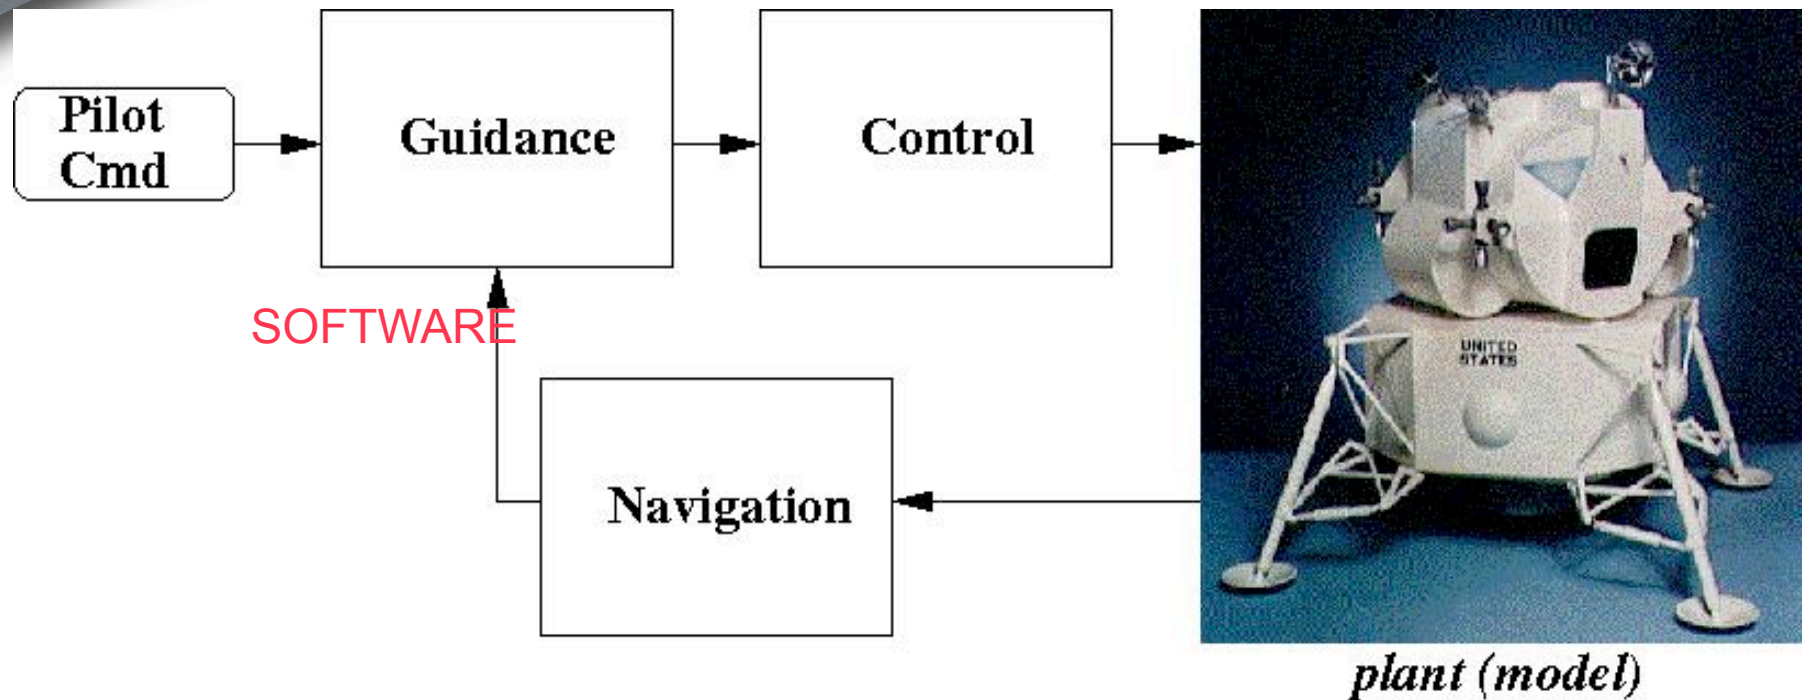 Pilot
Cmd
Guidance
Control
SOFTWARE
Navigation
UNITED
STATES
plant (model)